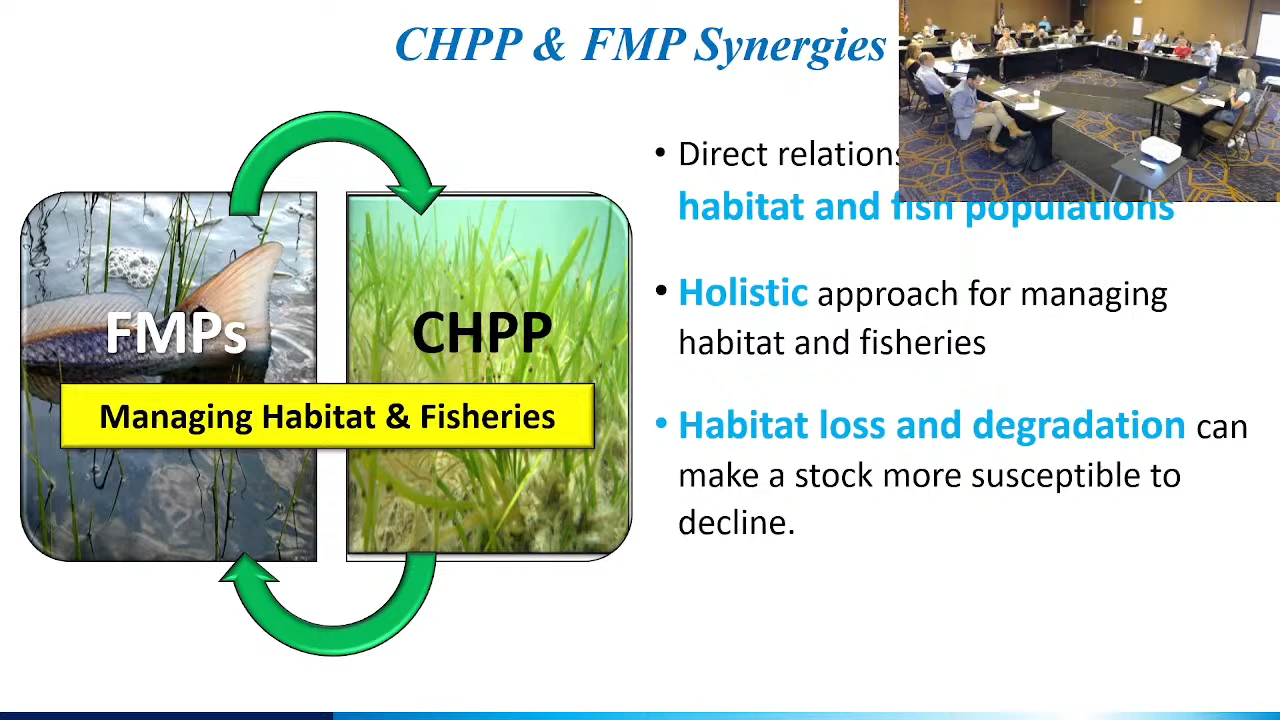 CHPP & FMP Synergies
FMPs
CHPP
Managing Habitat & Fisheries
• Direct
habitat and fish populations
• Holistic approach for managing
habitat and fisheries
• Habitat loss and degradation can
make a stock more susceptible to
decline.